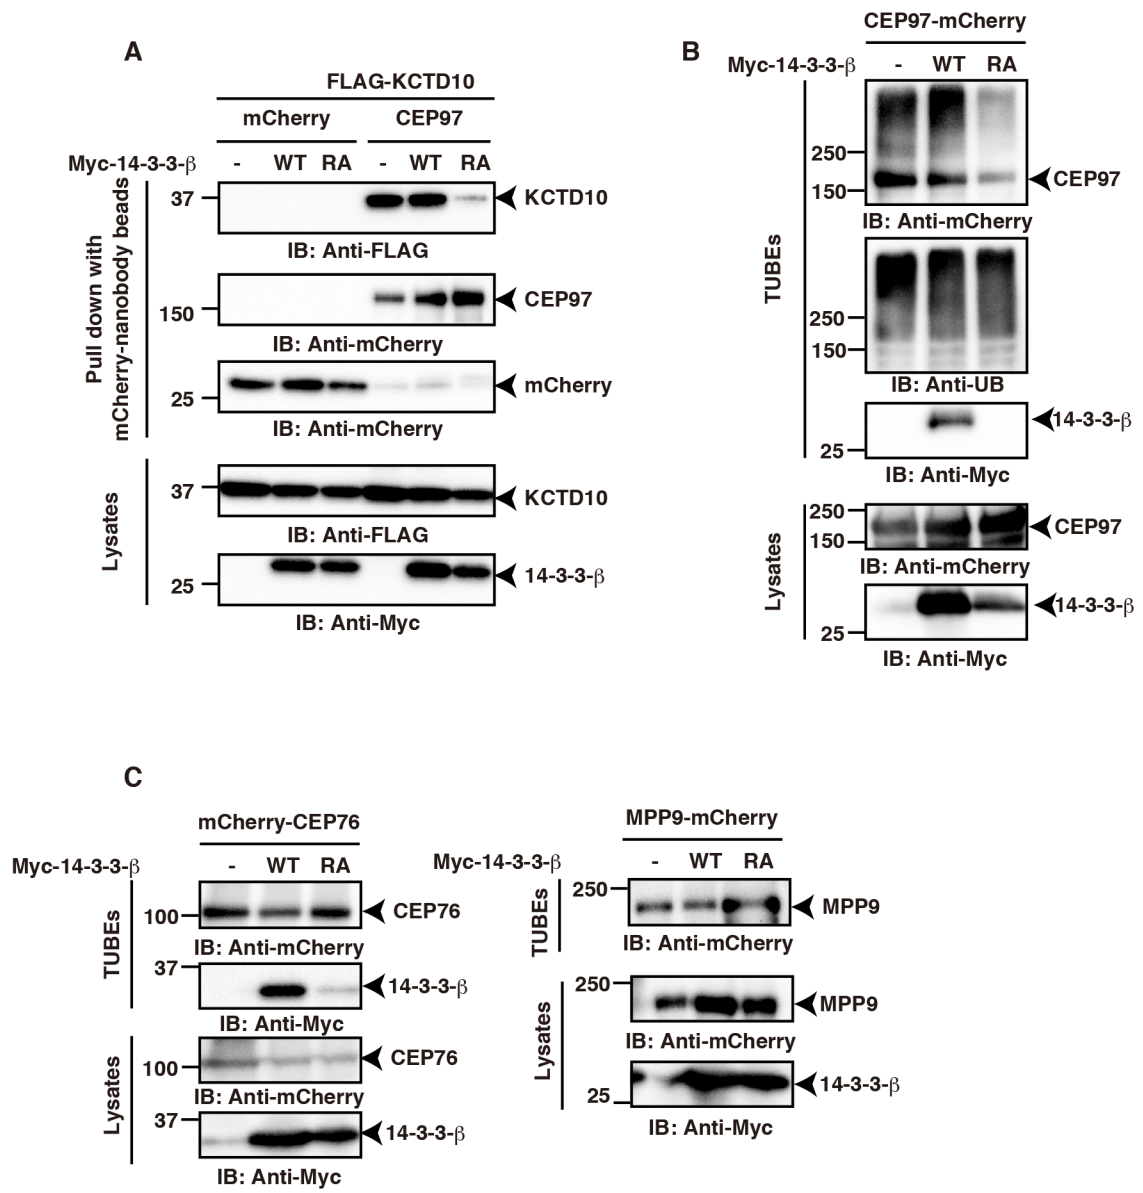 A
FLAG-KCTD10
mCherry CEP97
Myc-14-3-3-β - WT RA - WT RA
Pull down with
mCherry-nanobody beads
37 KCTD10
IB: Anti-FLAG
150 CEP97
IB: Anti-mCherry
25 mCherry
IB: Anti-mCherry
Lysates
37 KCTD10
IB: Anti-FLAG
25 14-3-3-β
IB: Anti-Myc
B
CEP97-mCherry
Myc-14-3-3-β - WT RA
TUBEs
250
150 CEP97
IB: Anti-mCherry
250
150
IB: Anti-UB
14-3-3-β
25
IB: Anti-Myc
Lysates
250
CEP97
150
IB: Anti-mCherry
14-3-3-β
25
IB: Anti-Myc
C
mCherry-CEP76
Myc-14-3-3-β - WT RA
TUBEs
100 CEP76
IB: Anti-mCherry
37
14-3-3-β
IB: Anti-Myc
Lysates
CEP76
100
IB: Anti-mCherry
37
14-3-3-β
IB: Anti-Myc
MPP9-mCherry
Myc-14-3-3-β - WT RA
TUBEs
250
MPP9
IB: Anti-mCherry
Lysates
250
MPP9
IB: Anti-mCherry
14-3-3-β
25
IB: Anti-Myc